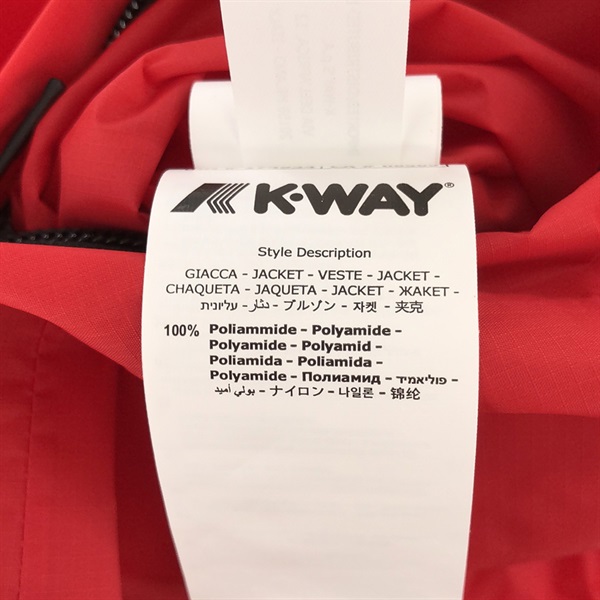 K·WAY®
Style Description
GIACCA - JACKET - VESTE - JACKET -
CHAQUETA - JAQUETA - JACKET - ЖАКЕТ -
עליונית - دثار - ブルゾン - 자켓 - 夹克
100% Poliammide - Polyamide -
Polyamide - Polyamid -
Poliamida - Poliamida -
Polyamide - Полиамид - פוליאמיד -
بولي أميد - ナイロン - 나일론 - 锦纶